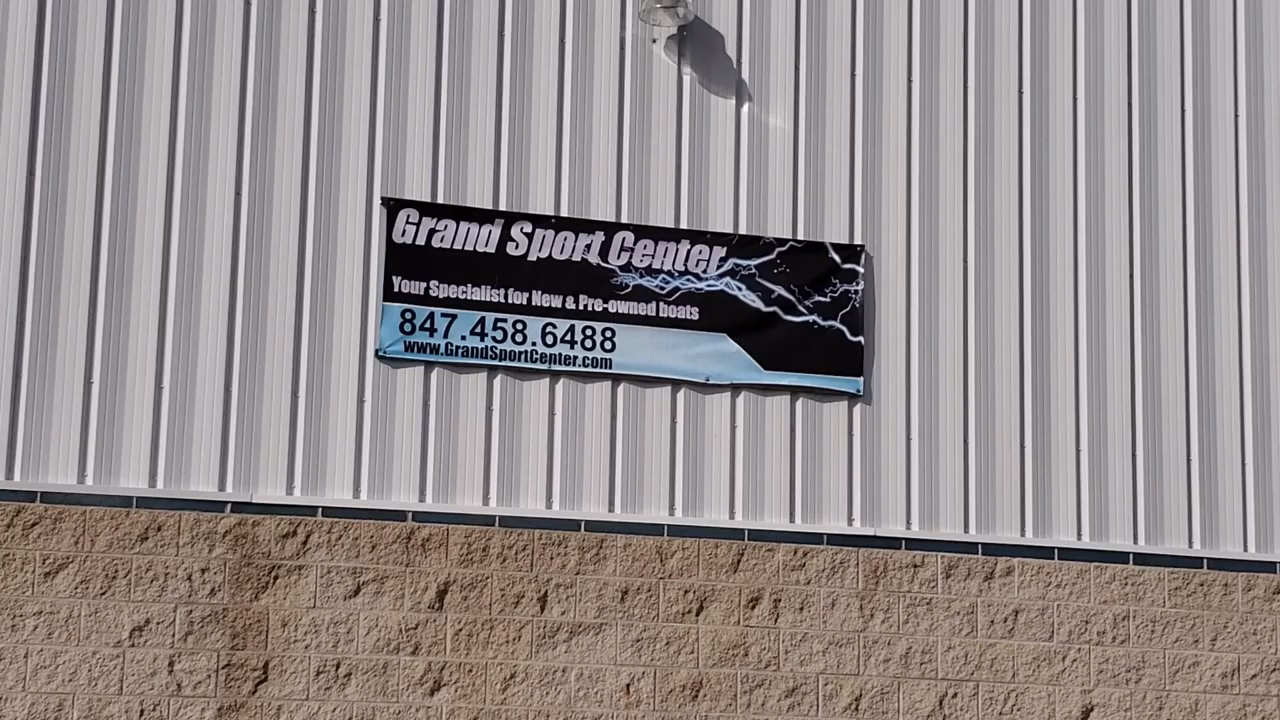 Grand Sport Center
Your Specialist for New & Pre-owned boats
847.458.6488
www.GrandSportCenter.com